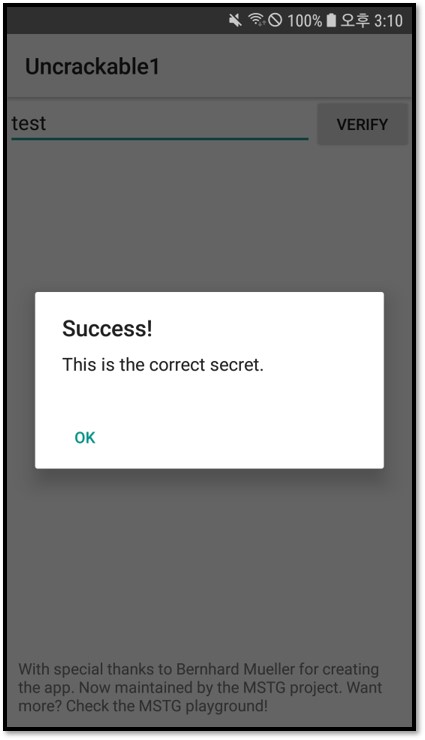 100% 오후 3:10
Uncrackable1
test
VERIFY
Success!
This is the correct secret.
OK
With special thanks to Bernhard Mueller for creating
the app. Now maintained by the MSTG project. Want
more? Check the MSTG playground!